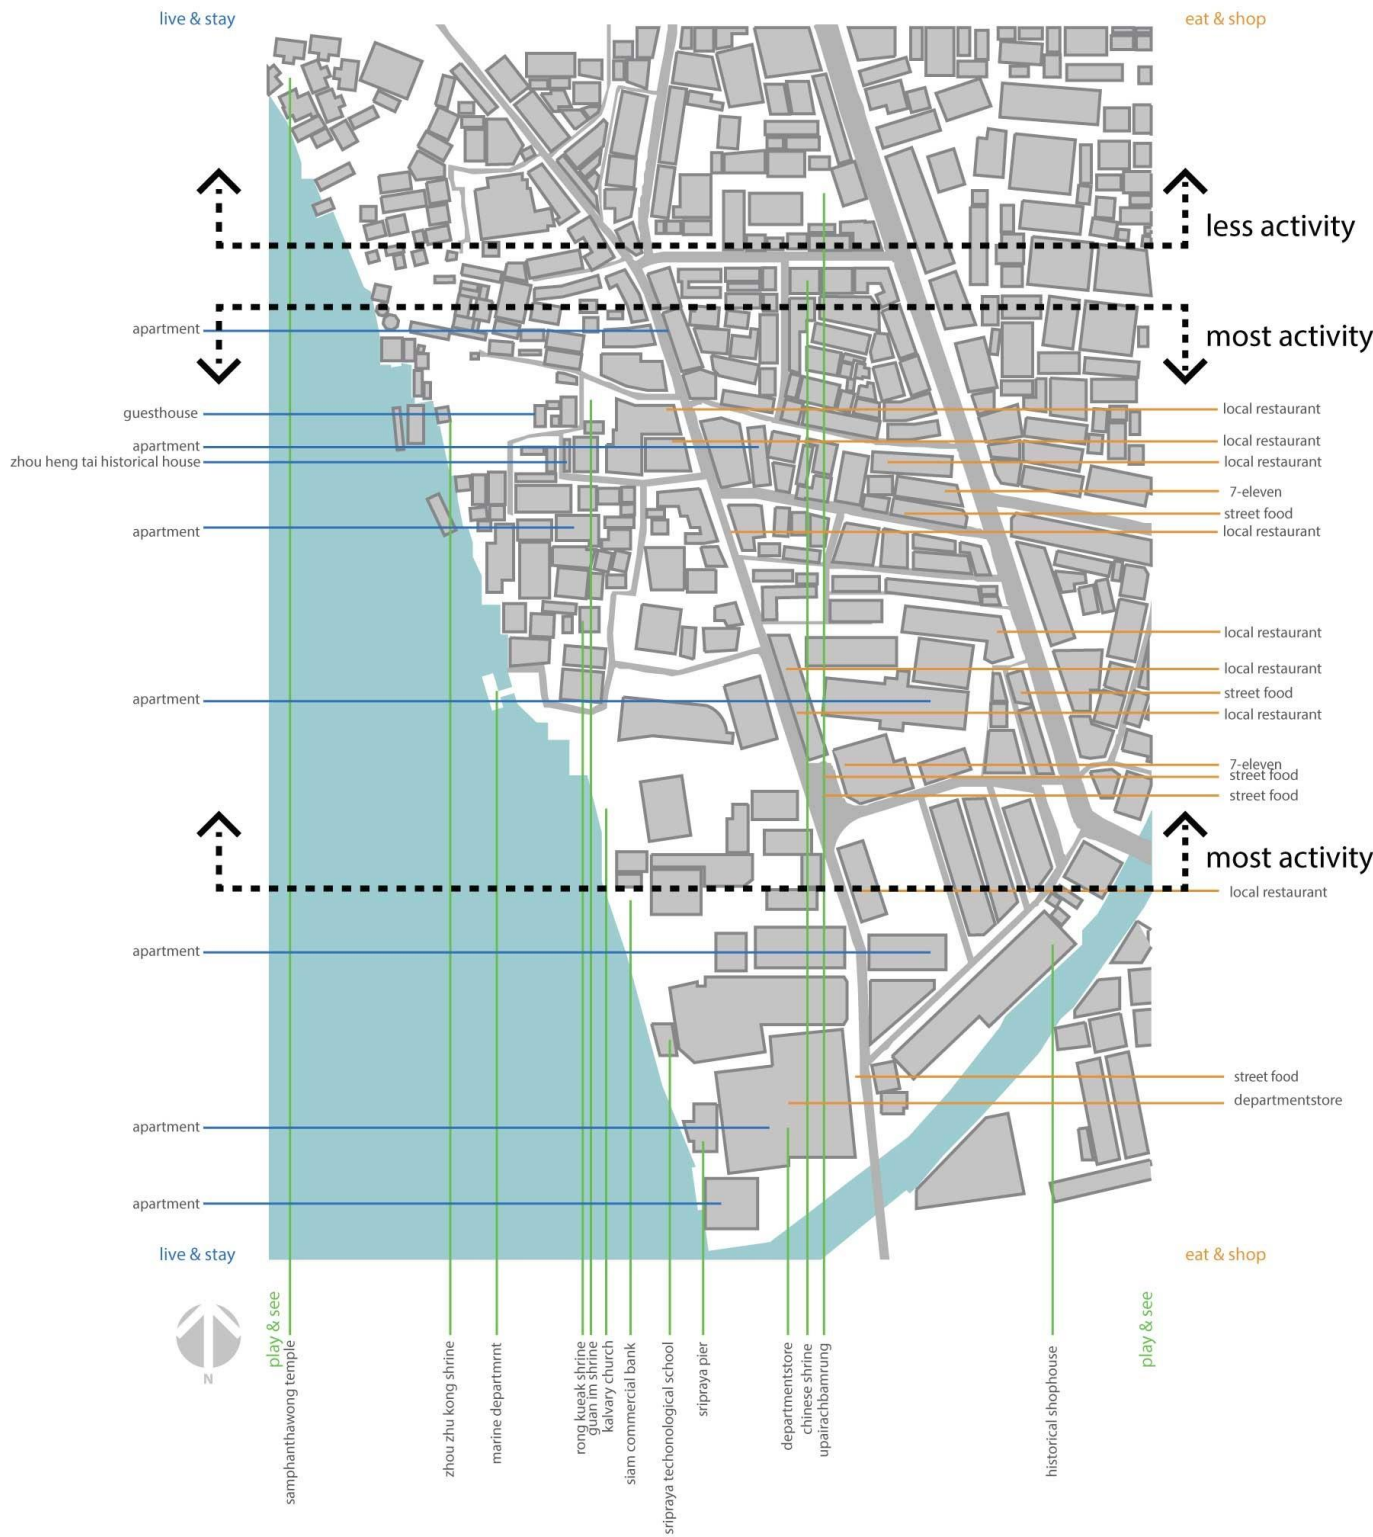 live & stay
eat & shop
less activity
most activity
apartment
guesthouse
apartment
zhou heng tai historical house
apartment
apartment
apartment
apartment
apartment
local restaurant
local restaurant
local restaurant
7-eleven
street food
local restaurant
local restaurant
local restaurant
street food
local restaurant
7-eleven
street food
street food
most activity
local restaurant
street food
departmentstore
live & stay
eat & shop
N
play & see
samphanthawong temple
zhou zhu kong shrine
marine departmrnt
rong kueak shrine
guan im shrine
kalvary church
siam commercial bank
sripraya techonological school
sripraya pier
departmentstore
chinese shrine
upairachbamrung
historical shophouse
play & see